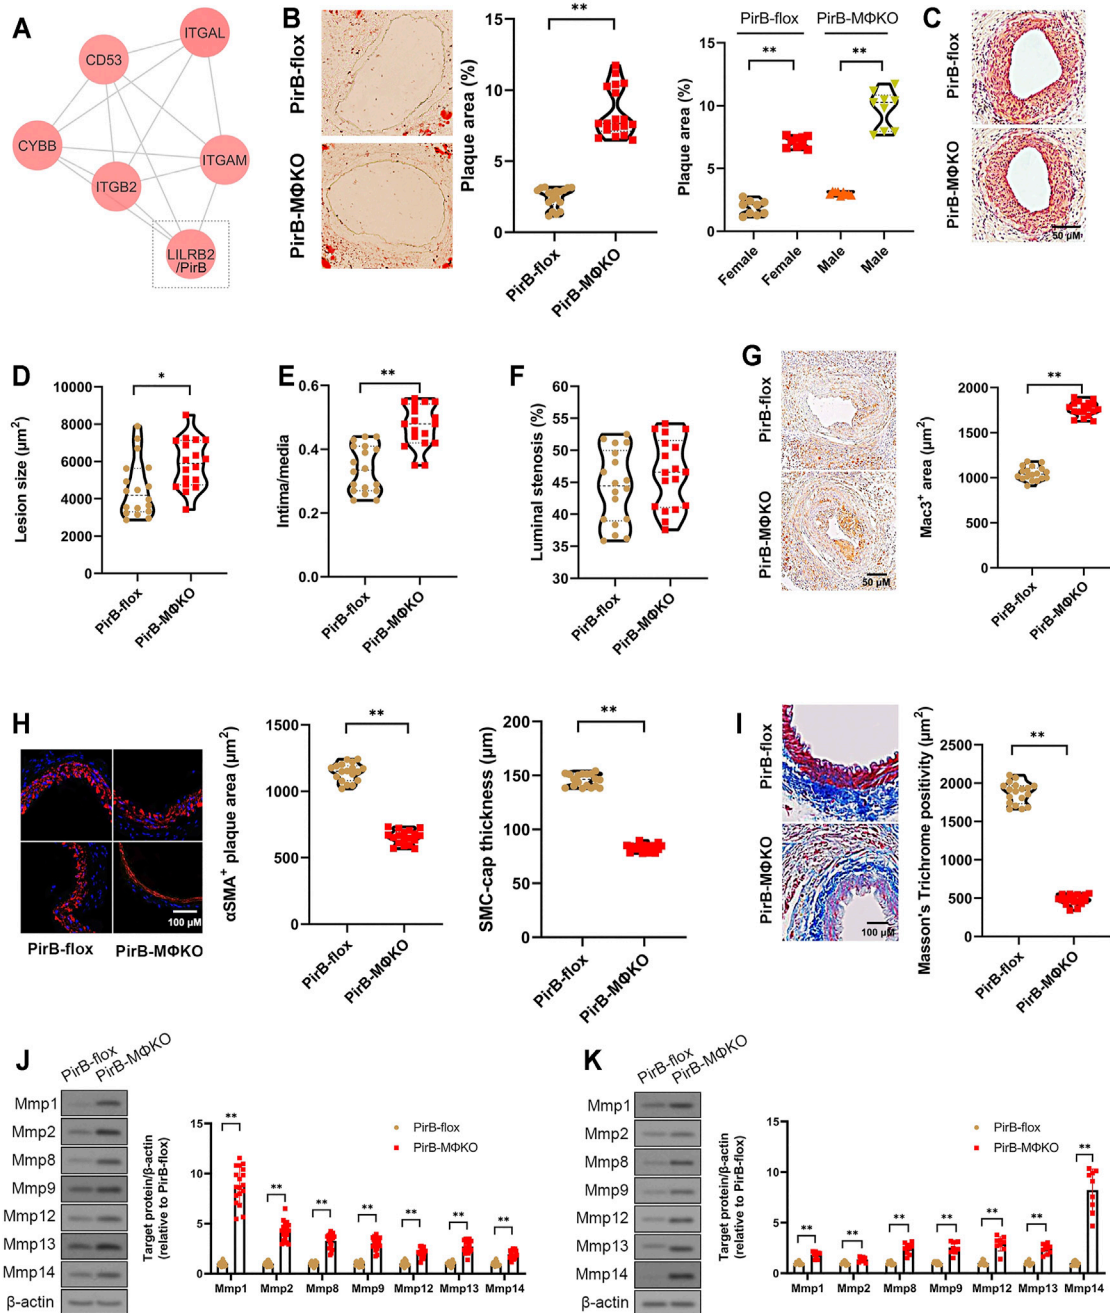 A
ITGAL
CD53
CYBB
ITGAM
ITGB2
LILRB2
/PirB
B
PirB-flox
PirB-MΦKO
Plaque area (%)
15
10
5
0
**
PirB-flox
PirB-MΦKO
PirB-flox
PirB-MΦKO
Plaque area (%)
15
10
5
0
**
**
Female
Female
Male
Male
C
PirB-flox
PirB-MΦKO
50 μM
D
Lesion size (μm²)
10000
8000
6000
4000
2000
0
*
PirB-flox
PirB-MΦKO
E
Intima/media
0.6
0.4
0.2
0.0
**
PirB-flox
PirB-MΦKO
F
Luminal stenosis (%)
60
55
50
45
40
35
30
PirB-flox
PirB-MΦKO
G
PirB-flox
PirB-MΦKO
50 μM
Mac3⁺ area (μm²)
2000
1500
1000
500
0
**
PirB-flox
PirB-MΦKO
H
100 μM
PirB-flox
PirB-MΦKO
αSMA⁺ plaque area (μm²)
1500
1000
500
0
**
PirB-flox
PirB-MΦKO
SMC-cap thickness (μm)
200
150
100
50
0
**
PirB-flox
PirB-MΦKO
I
PirB-flox
PirB-MΦKO
100 μM
Masson's Trichrome positivity (μm²)
2500
2000
1500
1000
500
0
**
PirB-flox
PirB-MΦKO
J
PirB-flox
PirB-MΦKO
Mmp1
Mmp2
Mmp8
Mmp9
Mmp12
Mmp13
Mmp14
β-actin
Target protein/β-actin
(relative to PirB-flox)
15
10
5
0
PirB-flox
PirB-MΦKO
** ** ** ** ** ** **
Mmp1 Mmp2 Mmp8 Mmp9 Mmp12 Mmp13 Mmp14
K
PirB-flox
PirB-MΦKO
Mmp1
Mmp2
Mmp8
Mmp9
Mmp12
Mmp13
Mmp14
β-actin
Target protein/β-actin
(relative to PirB-flox)
15
10
5
0
PirB-flox
PirB-MΦKO
** ** ** ** ** ** **
Mmp1 Mmp2 Mmp8 Mmp9 Mmp12 Mmp13 Mmp14